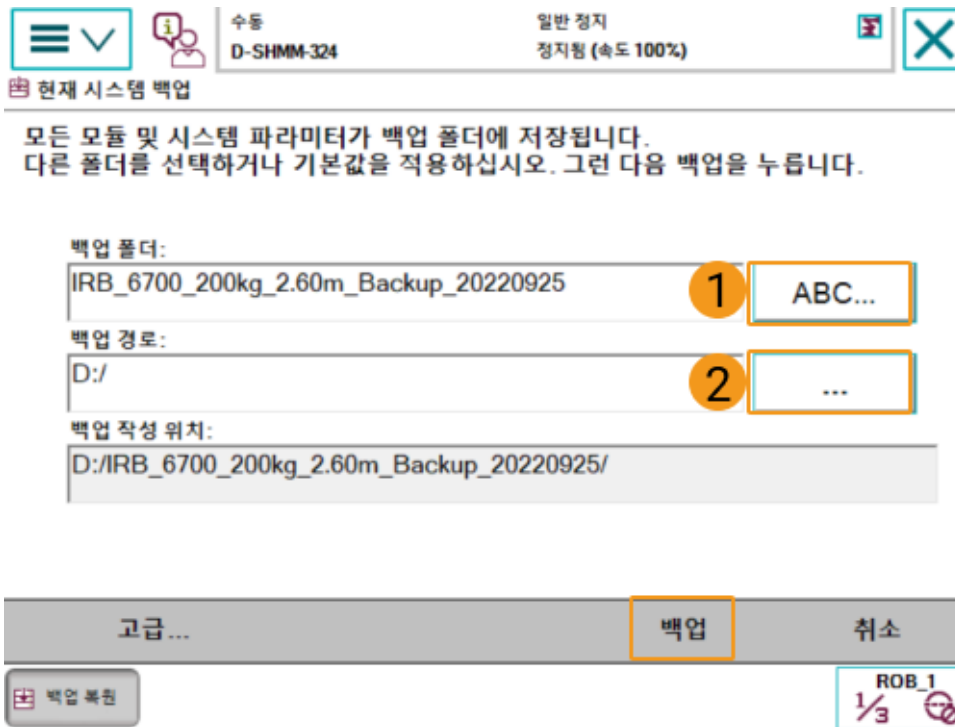 수동
일반 정지
D-SHMM-324
정지됨 (속도 100%)
현재 시스템 백업
모든 모듈 및 시스템 파라미터가 백업 폴더에 저장됩니다.
다른 폴더를 선택하거나 기본값을 적용하십시오. 그런 다음 백업을 누릅니다.
백업 폴더:
IRB_6700_200kg_2.60m_Backup_20220925
1
ABC...
백업 경로:
D:/
2
...
백업 작성 위치:
D:/IRB_6700_200kg_2.60m_Backup_20220925/
고급...
백업
취소
백업 복원
ROB_1
1/3